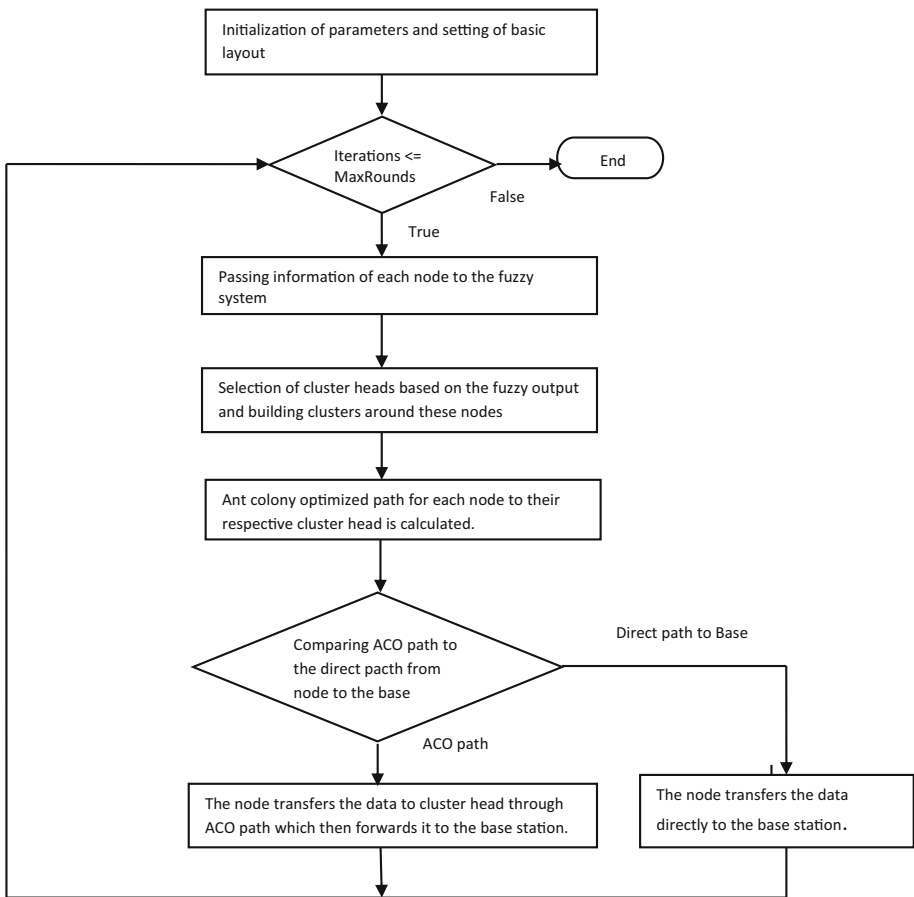 Initialization of parameters and setting of basic
layout
Iterations <=
MaxRounds
End
False
True
Passing information of each node to the fuzzy
system
Selection of cluster heads based on the fuzzy output
and building clusters around these nodes
Ant colony optimized path for each node to their
respective cluster head is calculated.
Comparing ACO path to
the direct pacth from
node to the base
Direct path to Base
ACO path
The node transfers the data to cluster head through
ACO path which then forwards it to the base station.
The node transfers the data
directly to the base station.